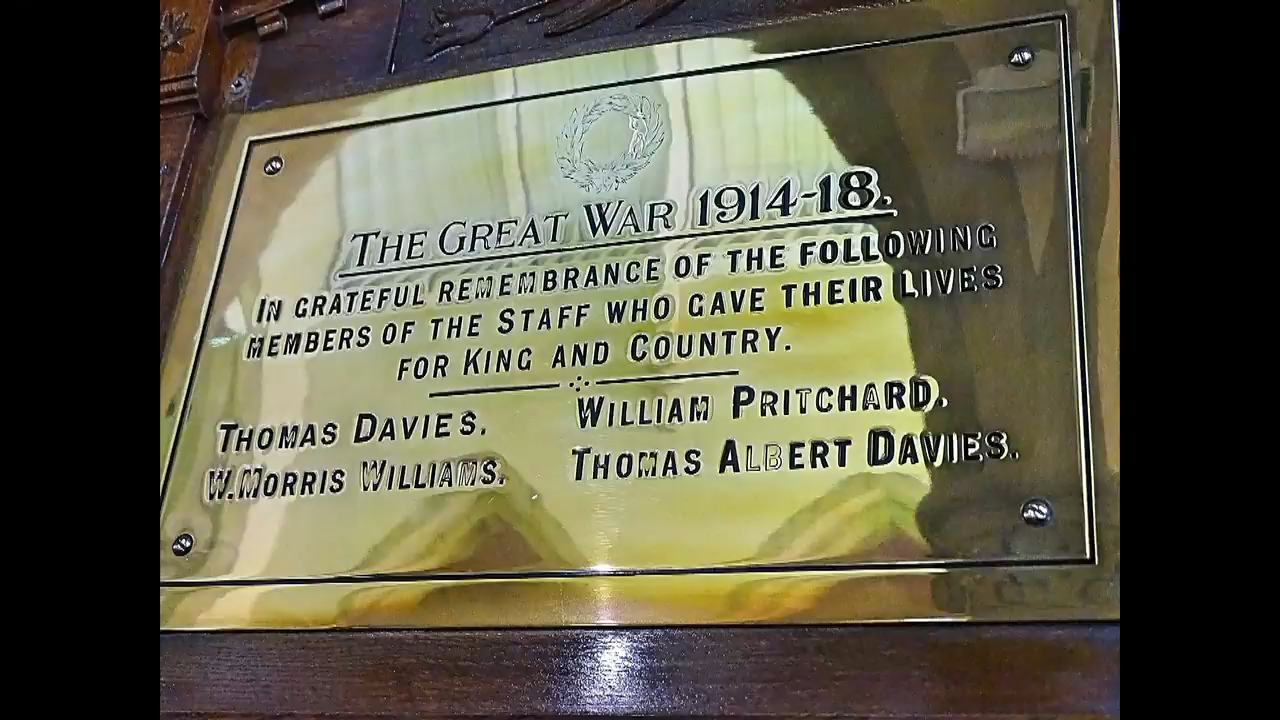 THE GREAT WAR 1914-18.
IN GRATEFUL REMEMBRANCE OF THE FOLLOWING
MEMBERS OF THE STAFF WHO GAVE THEIR LIVES
FOR KING AND COUNTRY.
THOMAS DAVIES. WILLIAM PRITCHARD.
W. MORRIS WILLIAMS. THOMAS ALBERT DAVIES.